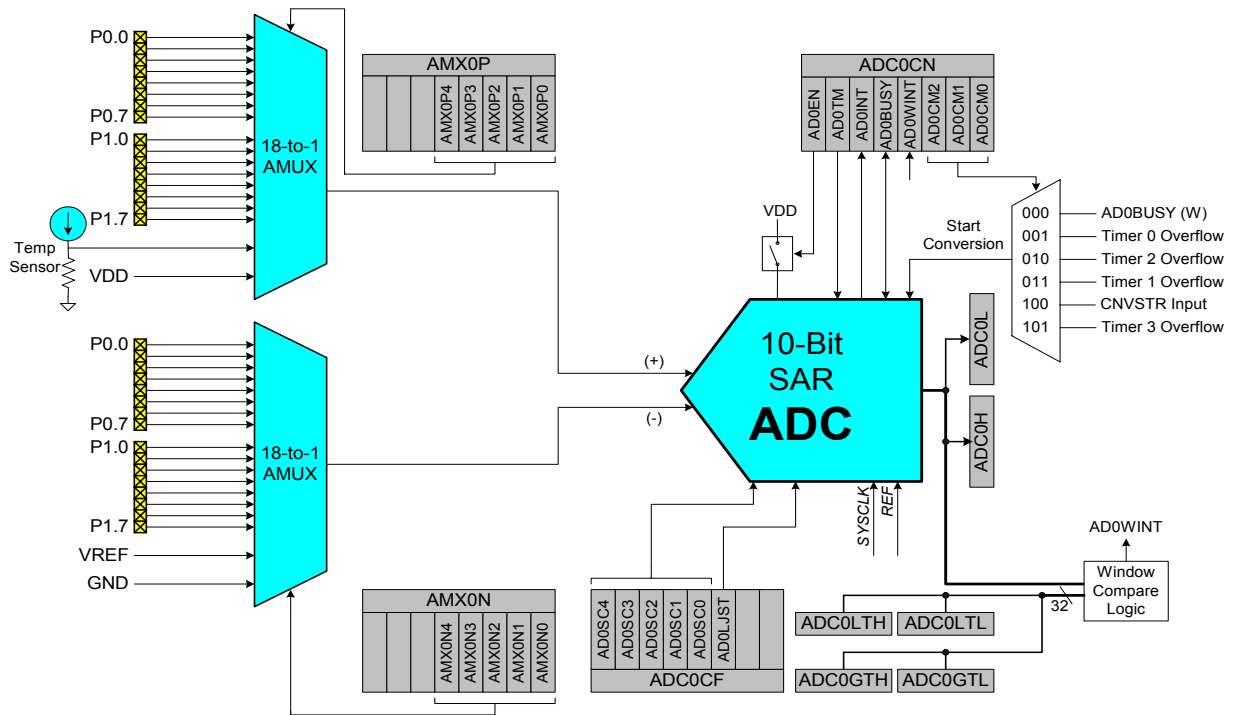 P0.0
P0.7
P1.0
P1.7
18-to-1
AMUX
Temp
Sensor
VDD
AMX0P
AMX0P4
AMX0P3
AMX0P2
AMX0P1
AMX0P0
ADC0CN
AD0EN
AD0TM
AD0INT
AD0BUSY
AD0WINT
AD0CM2
AD0CM1
AD0CM0
VDD
Start
Conversion
000 AD0BUSY (W)
001 Timer 0 Overflow
010 Timer 2 Overflow
011 Timer 1 Overflow
100 CNVSTR Input
101 Timer 3 Overflow
P0.0
P0.7
P1.0
P1.7
VREF
GND
18-to-1
AMUX
(+)
(-)
10-Bit
SAR
ADC
ADC0L
ADC0H
SYSCLK
REF
AMX0N
AMX0N4
AMX0N3
AMX0N2
AMX0N1
AMX0N0
AD0SC4
AD0SC3
AD0SC2
AD0SC1
AD0SC0
AD0LJST
ADC0CF
AD0WINT
Window
Compare
Logic
32
ADC0LTH
ADC0LTL
ADC0GTH
ADC0GTL